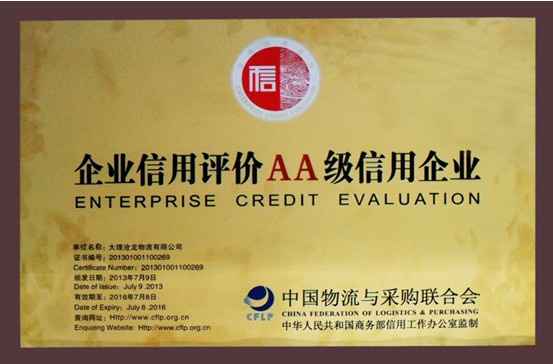 信
ENTERPRISE CREDIT EVALUATION
企业信用评价AA级信用企业
ENTERPRISE CREDIT EVALUATION
单位名称：大理沧龙物流有限公司
证书编号：201301001100269
Certificate Number：201301001100269
颁发日期：2013年7月9日
Date of Issue：July 9 .2013
有效期至：2016年7月8日
Date of Expiry：July 8 .2016
查询网址：Http://www.cflp.org.cn
Enquiring Website：Http://www.cflp.org.cn
CFLP
中国物流与采购联合会
CHINA FEDERATION OF LOGISTICS & PURCHASING
中华人民共和国商务部信用工作办公室监制